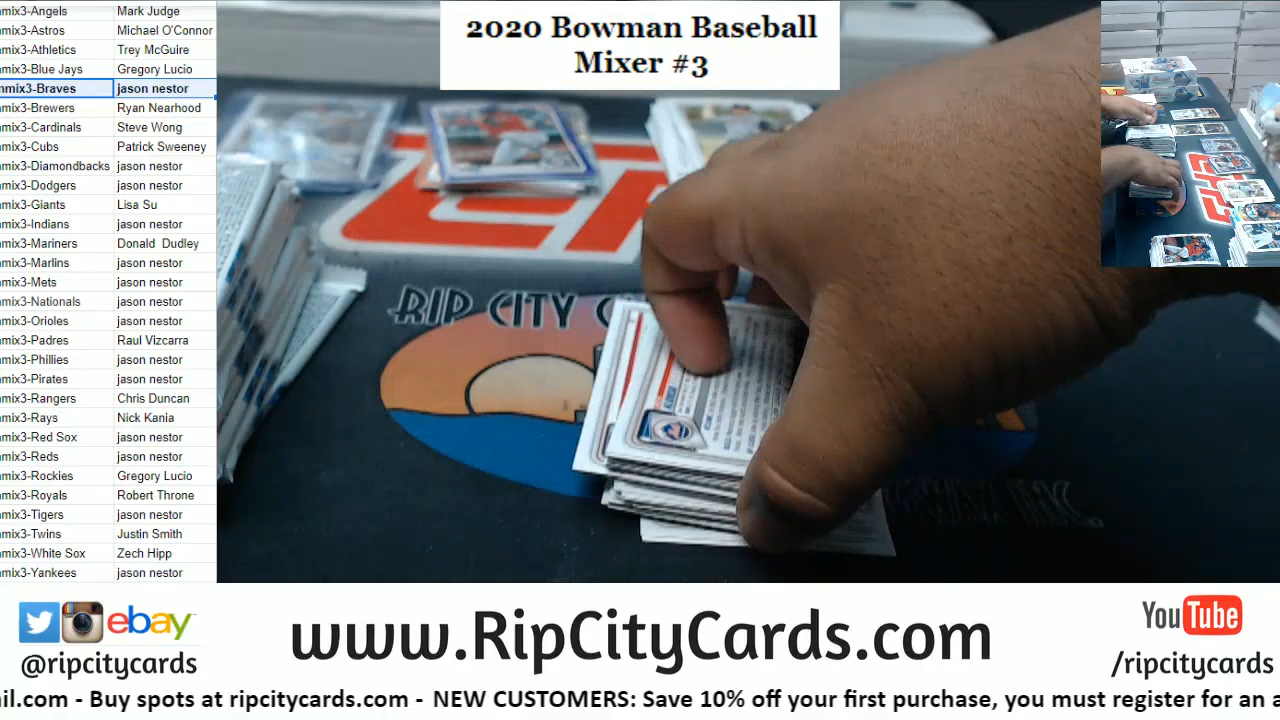 mix3-Angels Mark Judge
mix3-Astros Michael O'Connor
mix3-Athletics Trey McGuire
mix3-Blue Jays Gregory Lucio
mix3-Braves jason nestor
mix3-Brewers Ryan Nearhood
mix3-Cardinals Steve Wong
mix3-Cubs Patrick Sweeney
mix3-Diamondbacks jason nestor
mix3-Dodgers jason nestor
mix3-Giants Lisa Su
mix3-Indians jason nestor
mix3-Mariners Donald Dudley
mix3-Marlins jason nestor
mix3-Mets jason nestor
mix3-Nationals jason nestor
mix3-Orioles jason nestor
mix3-Padres Raul Vizcarra
mix3-Phillies jason nestor
mix3-Pirates jason nestor
mix3-Rangers Chris Duncan
mix3-Rays Nick Kania
mix3-Red Sox jason nestor
mix3-Reds jason nestor
mix3-Rockies Gregory Lucio
mix3-Royals Robert Throne
mix3-Tigers jason nestor
mix3-Twins Justin Smith
mix3-White Sox Zech Hipp
mix3-Yankees jason nestor
2020 Bowman Baseball
Mixer #3
RIP CITY
ebay
@ripcitycards
www.RipCityCards.com
YouTube
/ripcitycards
il.com - Buy spots at ripcitycards.com - NEW CUSTOMERS: Save 10% off your first purchase, you must register for an a